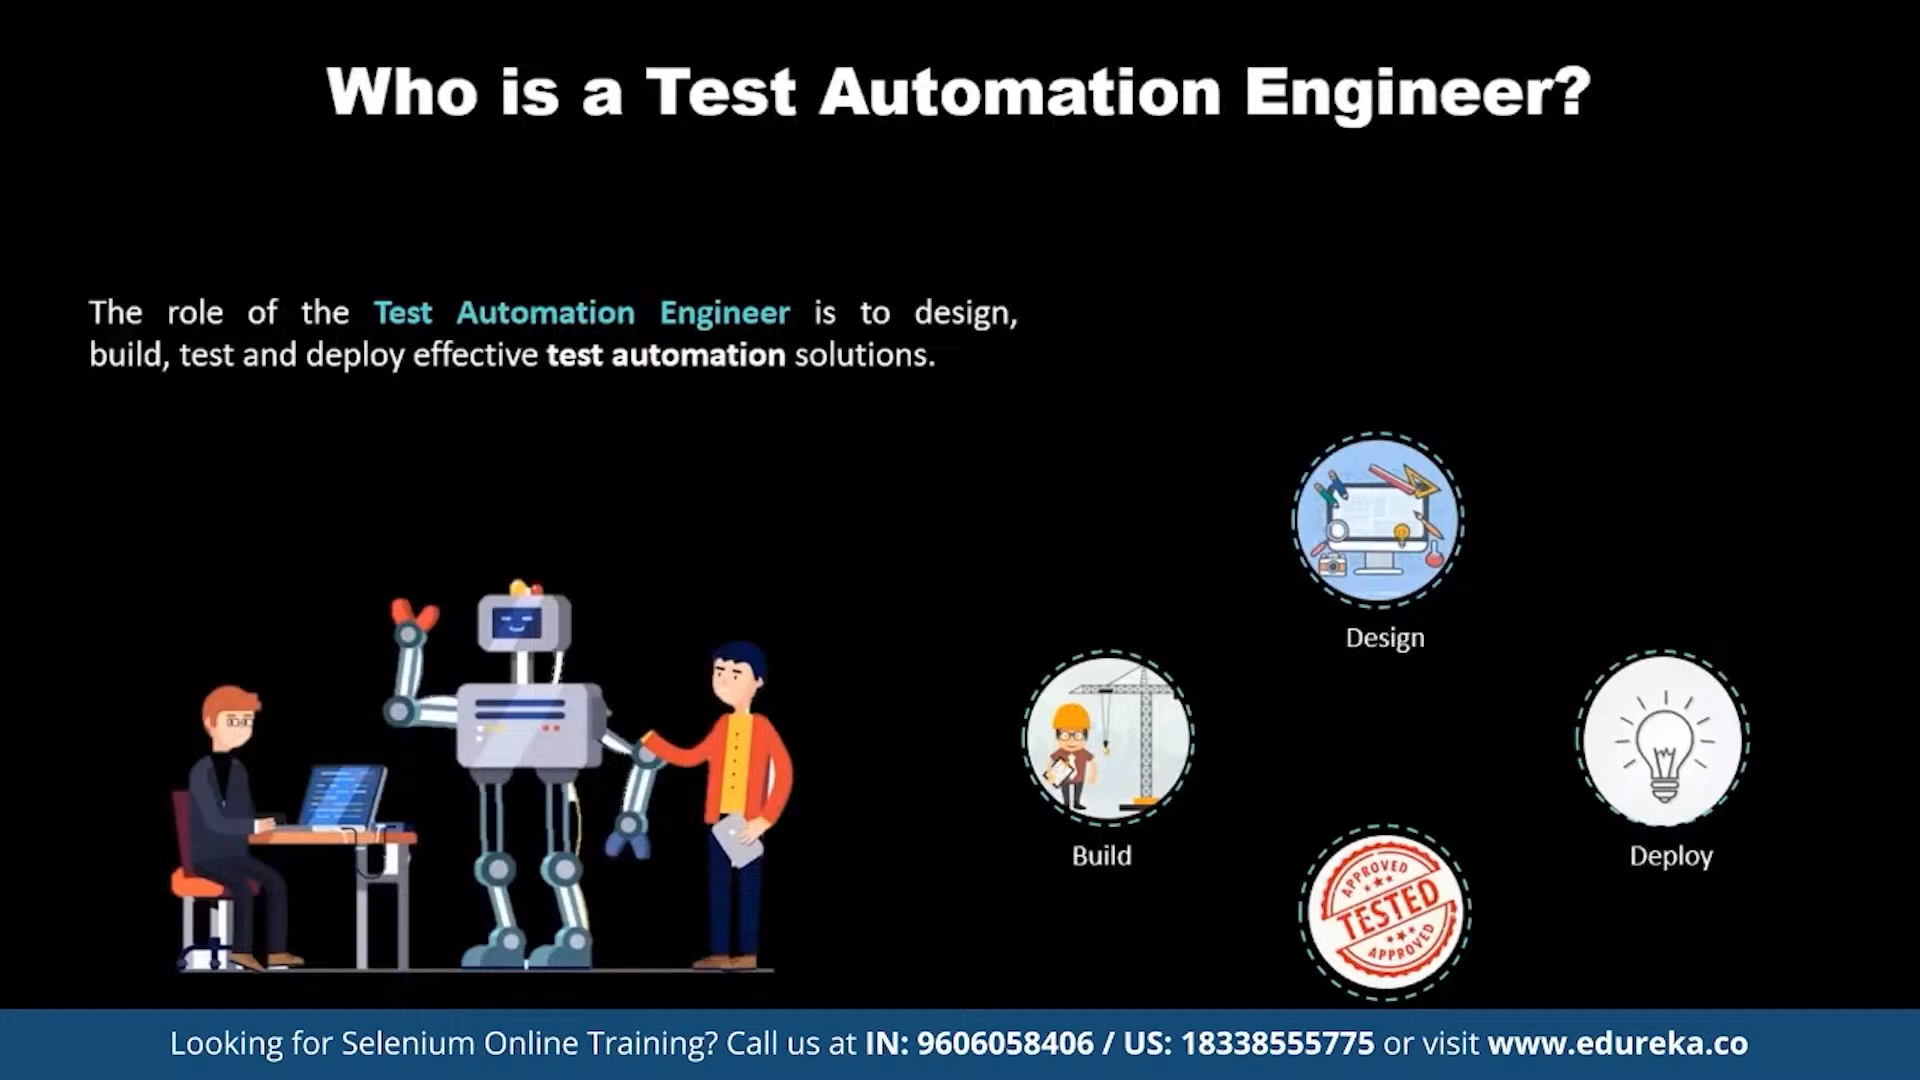 Who is a Test Automation Engineer?
The role of the Test Automation Engineer is to design,
build, test and deploy effective test automation solutions.
Design
Build
Deploy
APPROVED
TESTED
APPROVED
Looking for Selenium Online Training? Call us at IN: 9606058406 / US: 18338555775 or visit www.edureka.co